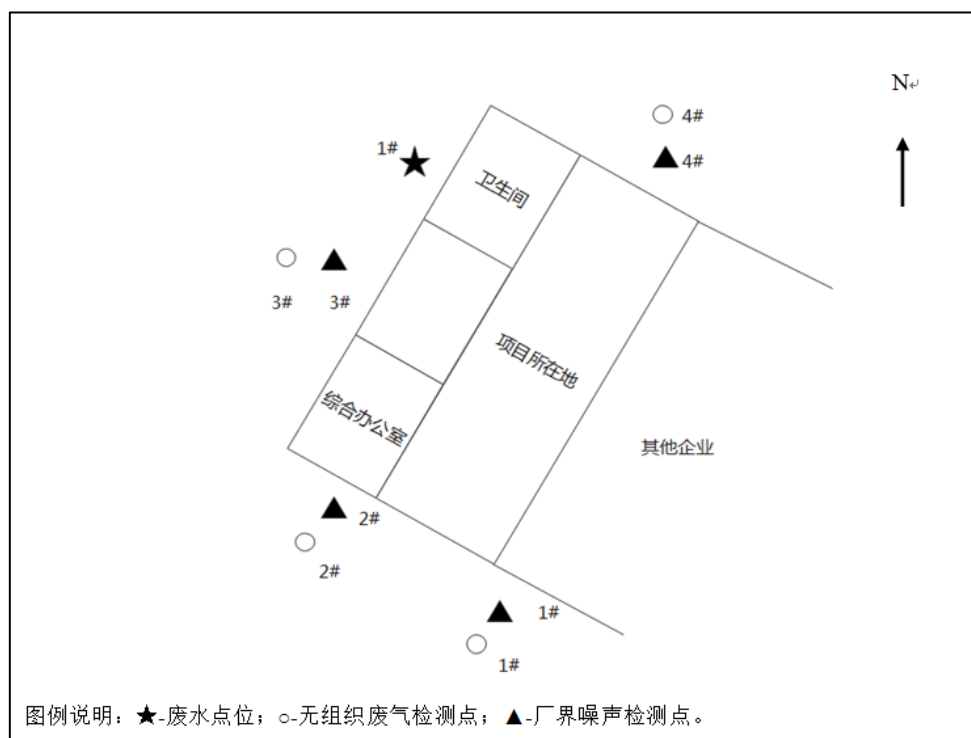 N
1#
4#
4#
卫生间
3#
3#
项目所在地
综合办公室
其他企业
2#
2#
1#
1#
图例说明：★-废水点位；○-无组织废气检测点；▲-厂界噪声检测点。